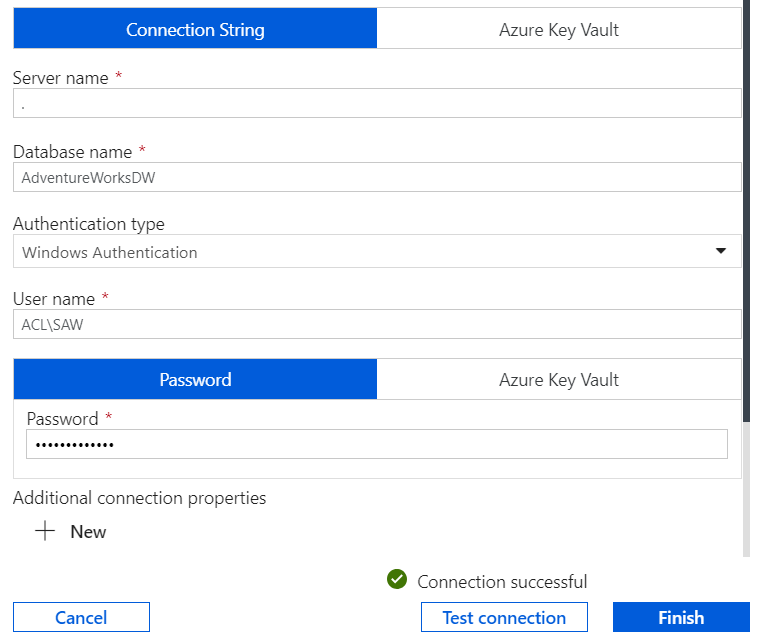 Connection String Azure Key Vault
Server name *
.
Database name *
AdventureWorksDW
Authentication type
Windows Authentication
User name *
ACL\SAW
Password Azure Key Vault
Password *
•••••••••••••
Additional connection properties
+ New
Connection successful
Cancel Test connection Finish